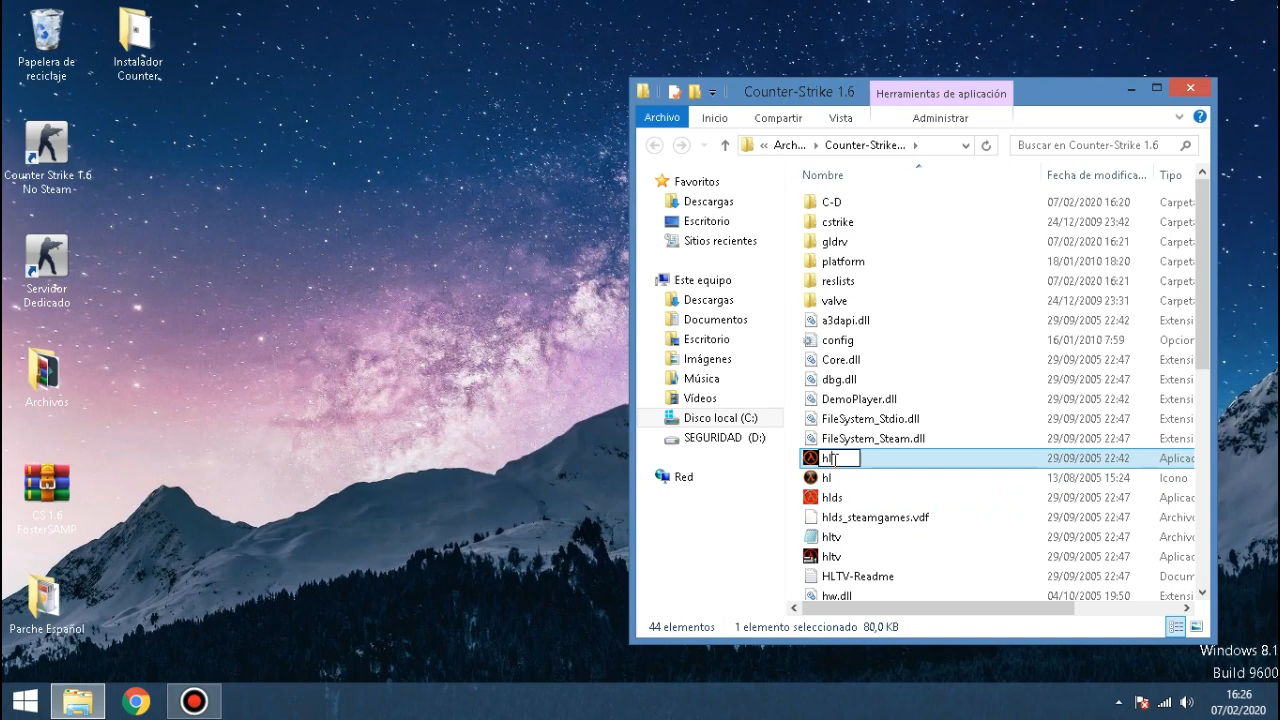 Papelera de
reciclaje
Instalador
Counter
Counter Strike 1.6
No Steam
Servidor
Dedicado
Archivos
CS 1.6
FosterSAMP
Parche Español
Counter-Strike 1.6
Herramientas de aplicación
Archivo
Inicio
Compartir
Vista
Administrar
« Arch...
Counter-Strike...
Buscar en Counter-Strike 1.6
Favoritos
Descargas
Escritorio
Sitios recientes
Este equipo
Descargas
Documentos
Escritorio
Imágenes
Música
Vídeos
Disco local (C:)
SEGURIDAD (D:)
Red
Nombre Fecha de modifica... Tipo
C-D 07/02/2020 16:20 Carpet
cstrike 24/12/2009 23:42 Carpet
gldrv 07/02/2020 16:21 Carpet
platform 18/01/2010 18:20 Carpet
reslists 07/02/2020 16:21 Carpet
valve 24/12/2009 23:31 Carpet
a3dapi.dll 29/09/2005 22:42 Extensi
config 16/01/2010 7:59 Opcior
Core.dll 29/09/2005 22:47 Extensi
dbg.dll 29/09/2005 22:47 Extensi
DemoPlayer.dll 29/09/2005 22:47 Extensi
FileSystem_Stdio.dll 29/09/2005 22:47 Extensi
FileSystem_Steam.dll 29/09/2005 22:47 Extensi
hl 29/09/2005 22:42 Aplicac
hl 13/08/2005 15:24 Icono
hlds 29/09/2005 22:47 Aplicac
hlds_steamgames.vdf 29/09/2005 22:47 Archivo
hltv 29/09/2005 22:47 Archivo
hltv 29/09/2005 22:47 Aplicac
HLTV-Readme 29/09/2005 22:47 Docum
hw.dll 04/10/2005 19:50 Extensi
44 elementos 1 elemento seleccionado 80,0 KB
Windows 8.1
Build 9600
16:26
07/02/2020